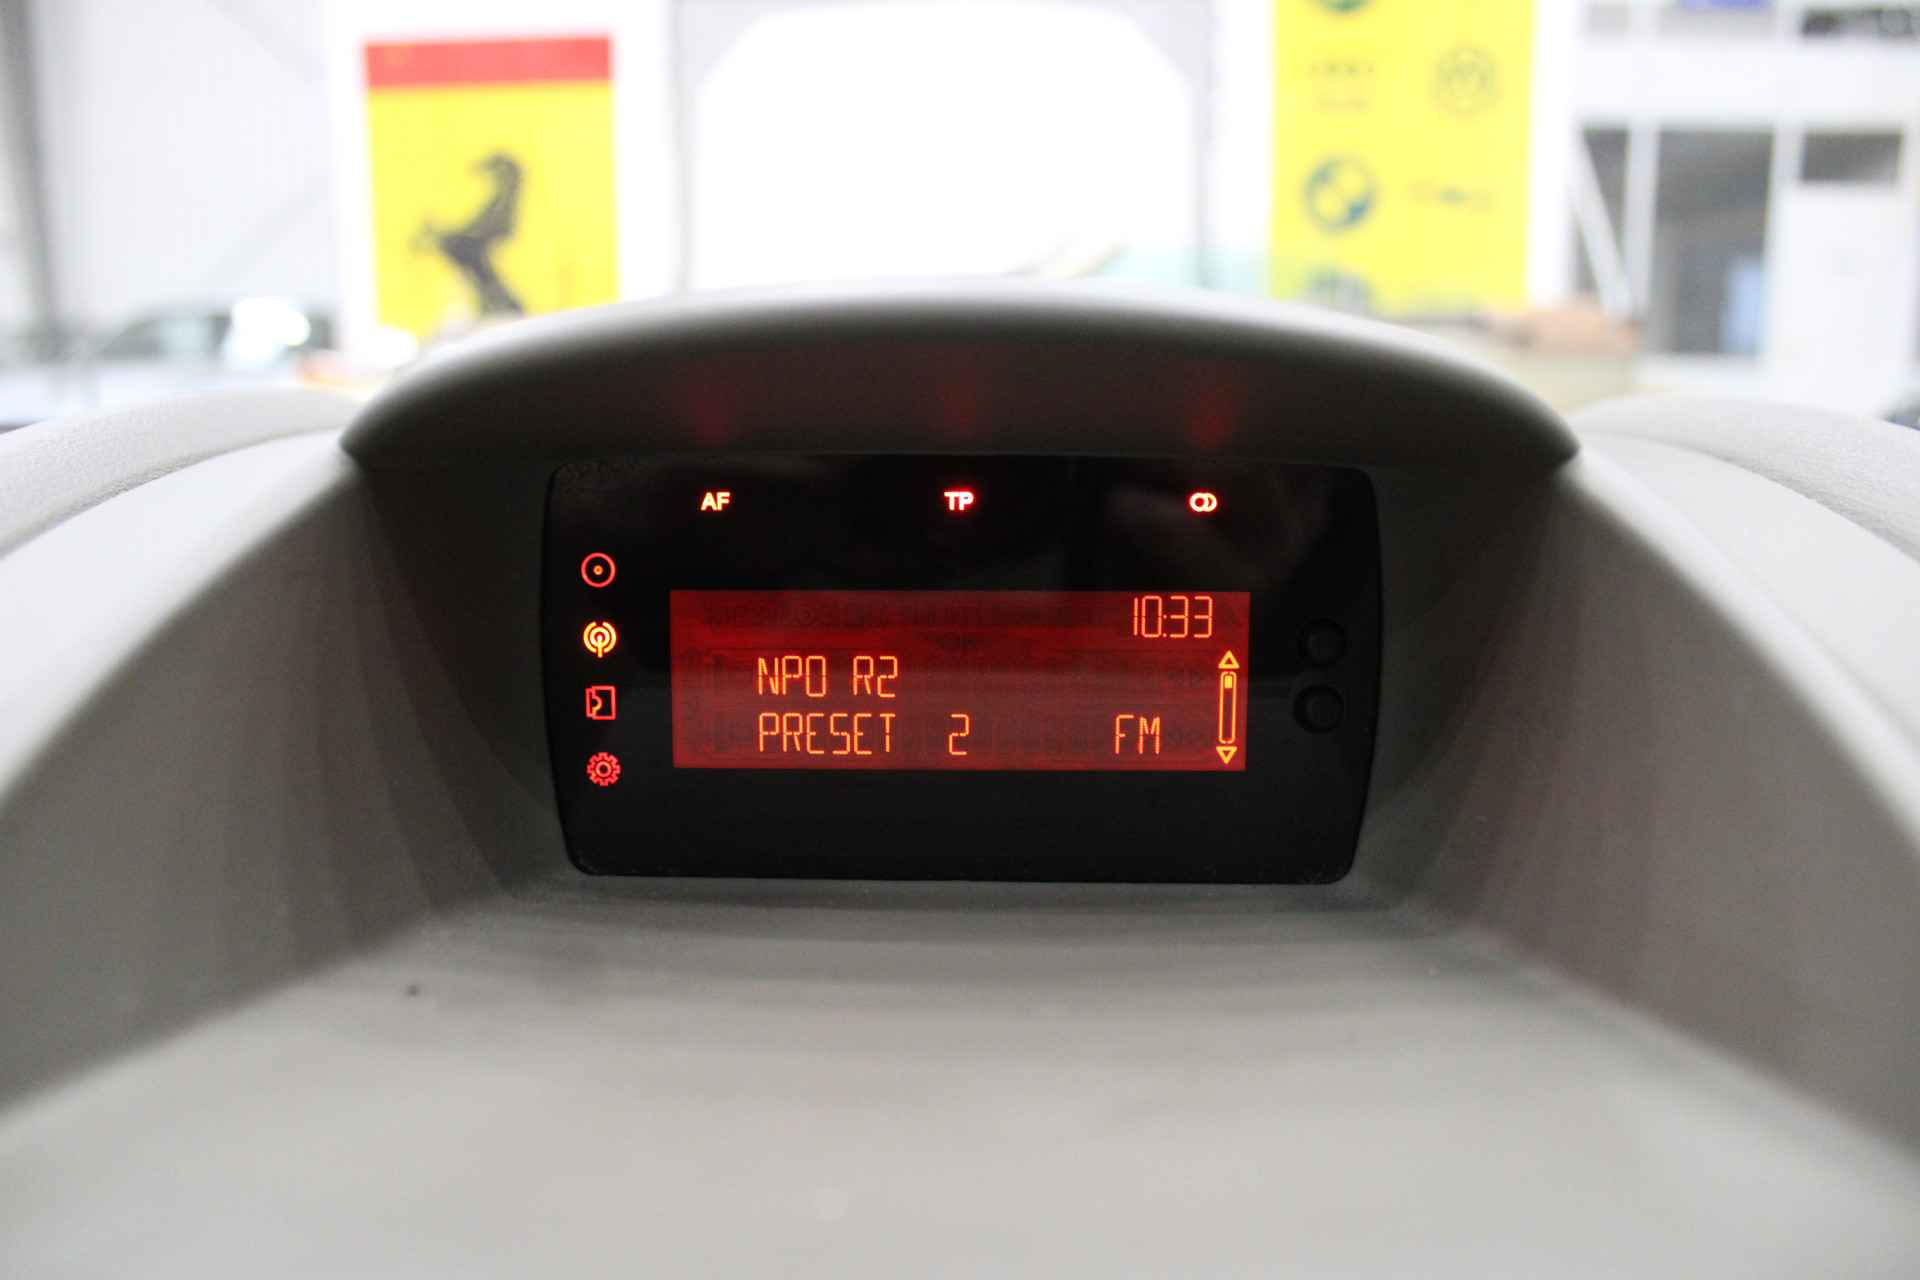 AF TP
10:33
NPO R2
PRESET 2 FM